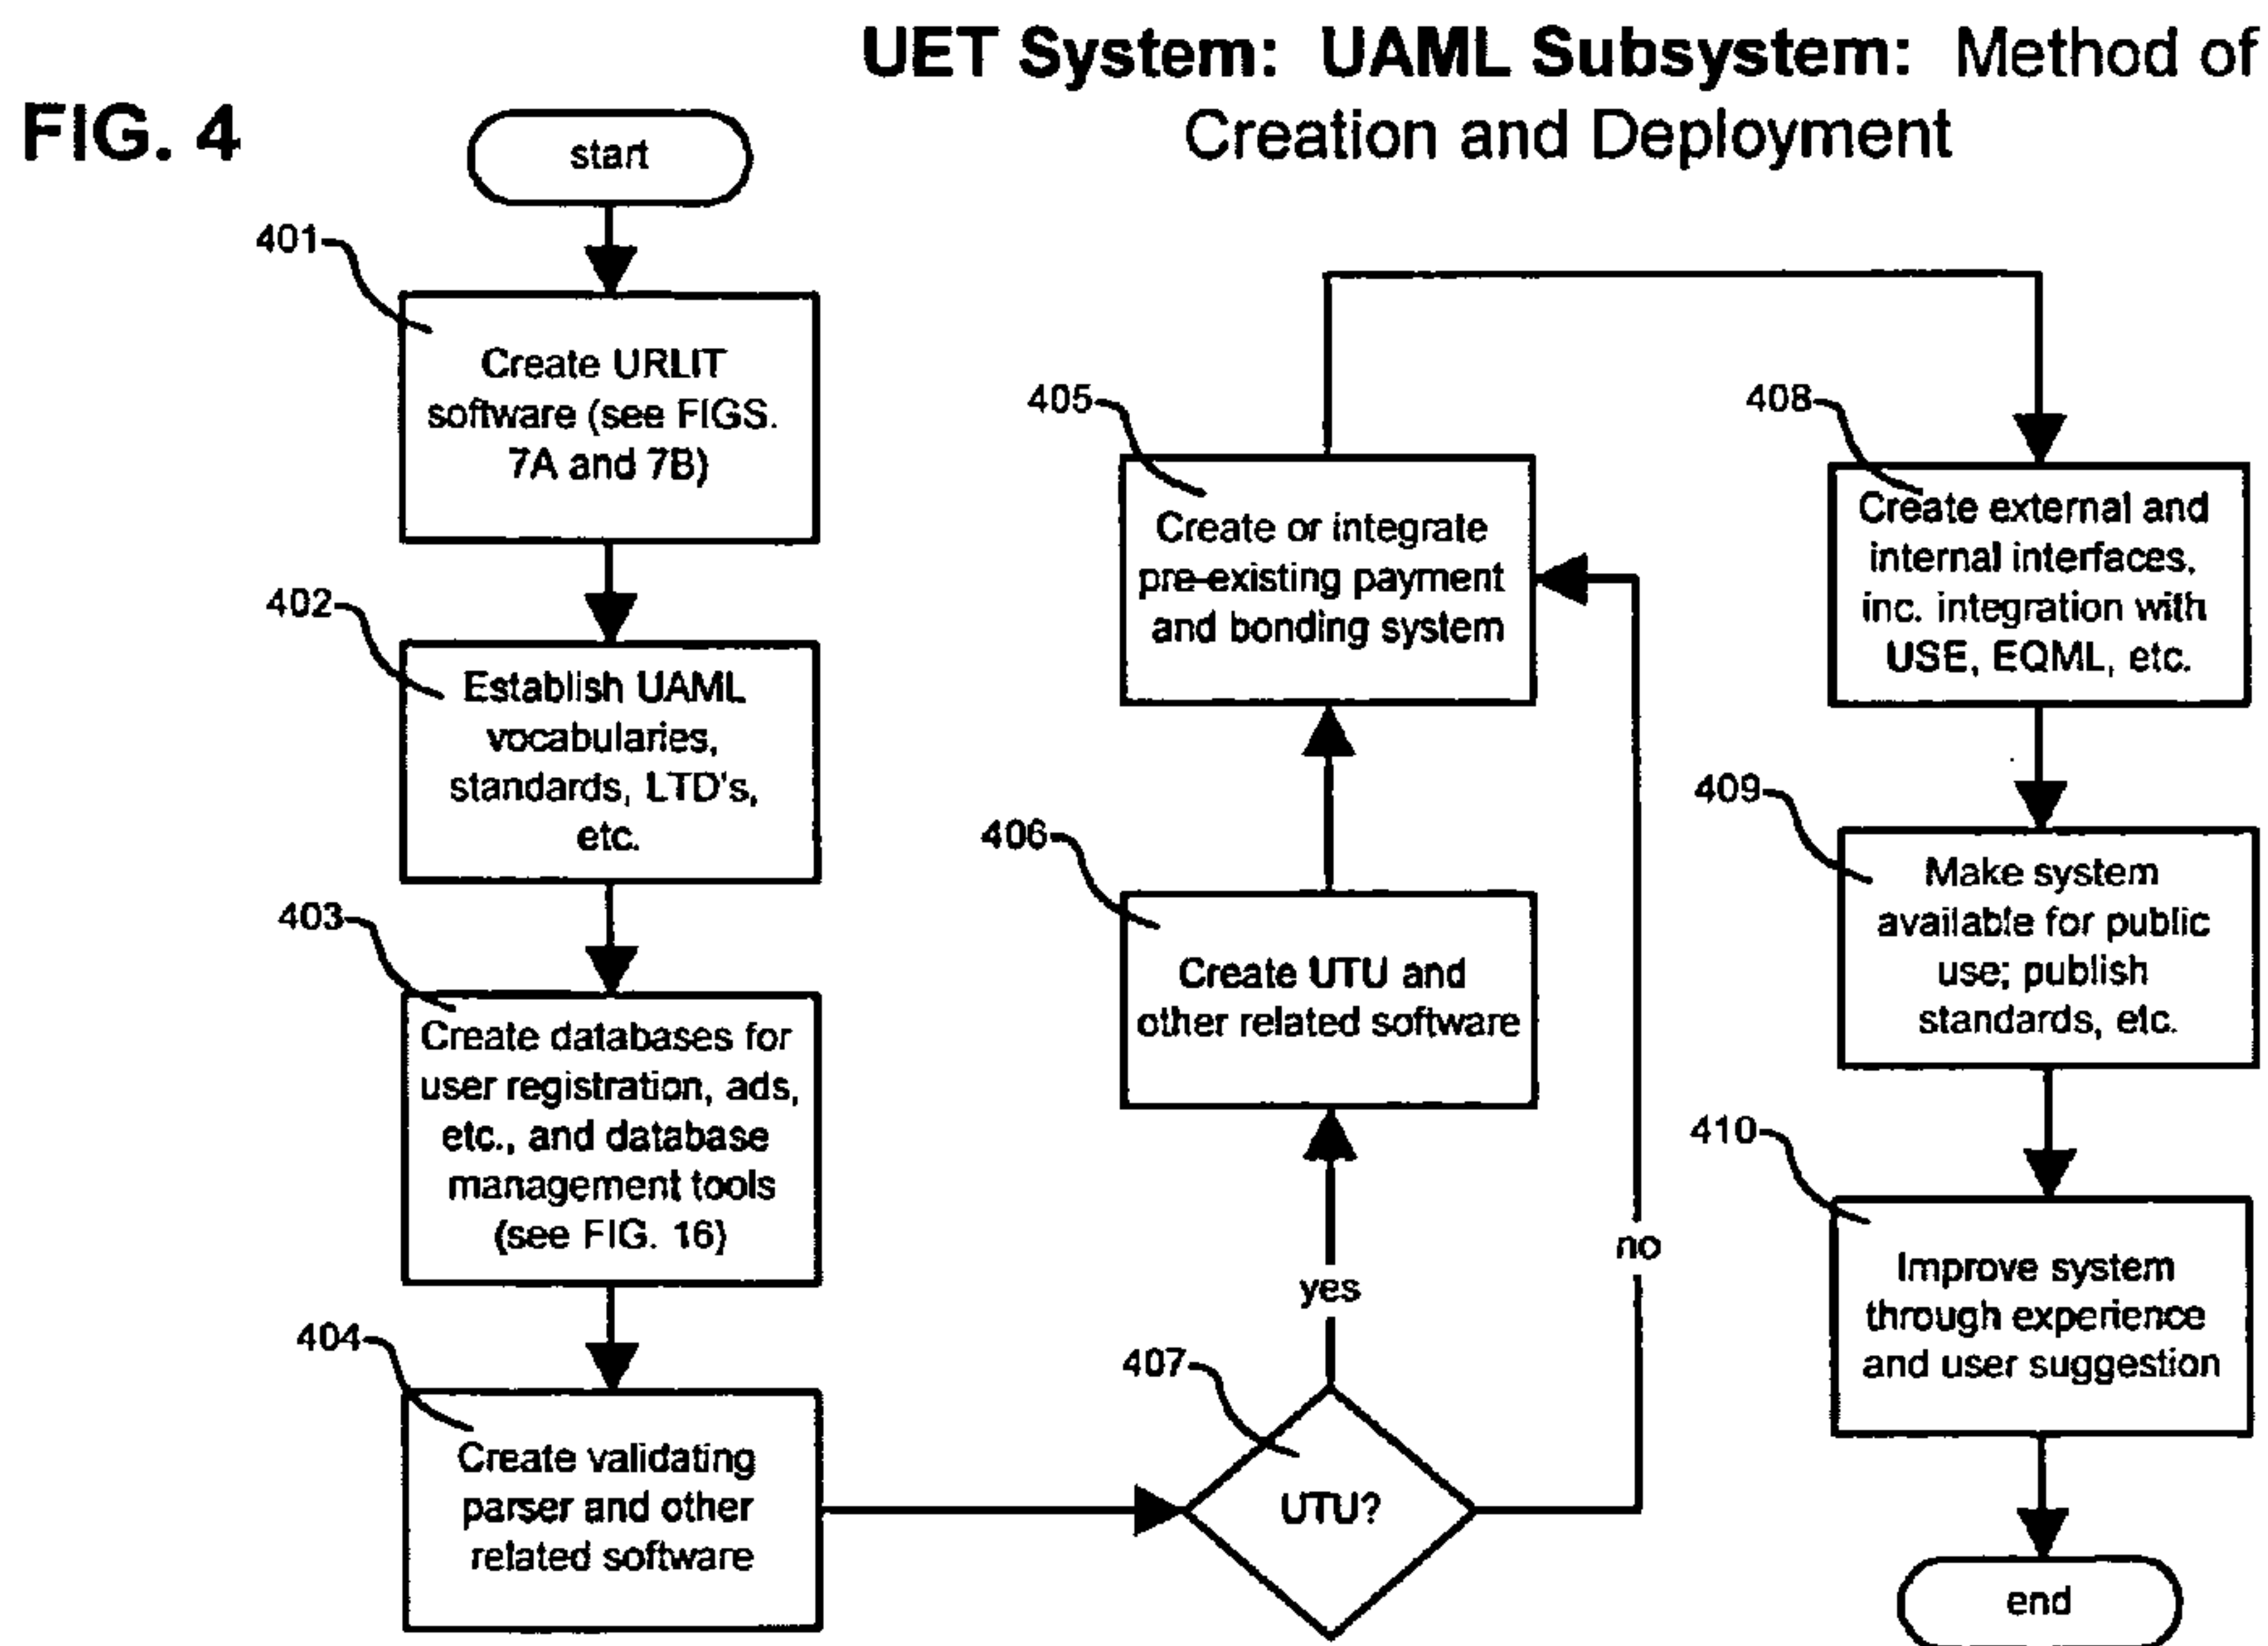 UET System: UAML Subsystem: Method of
Creation and Deployment
FIG. 4
start
401
Create URLIT
software (see FIGS.
7A and 7B)
402
Establish UAML
vocabularies,
standards, LTD's,
etc.
403
Create databases for
user registration, ads,
etc., and database
management tools
(see FIG. 16)
404
Create validating
parser and other
related software
405
Create or integrate
pre-existing payment
and bonding system
406
Create UTU and
other related software
yes
no
407
UTU?
408
Create external and
internal interfaces,
inc. integration with
USE, EQML, etc.
409
Make system
available for public
use; publish
standards, etc.
410
Improve system
through experience
and user suggestion
end